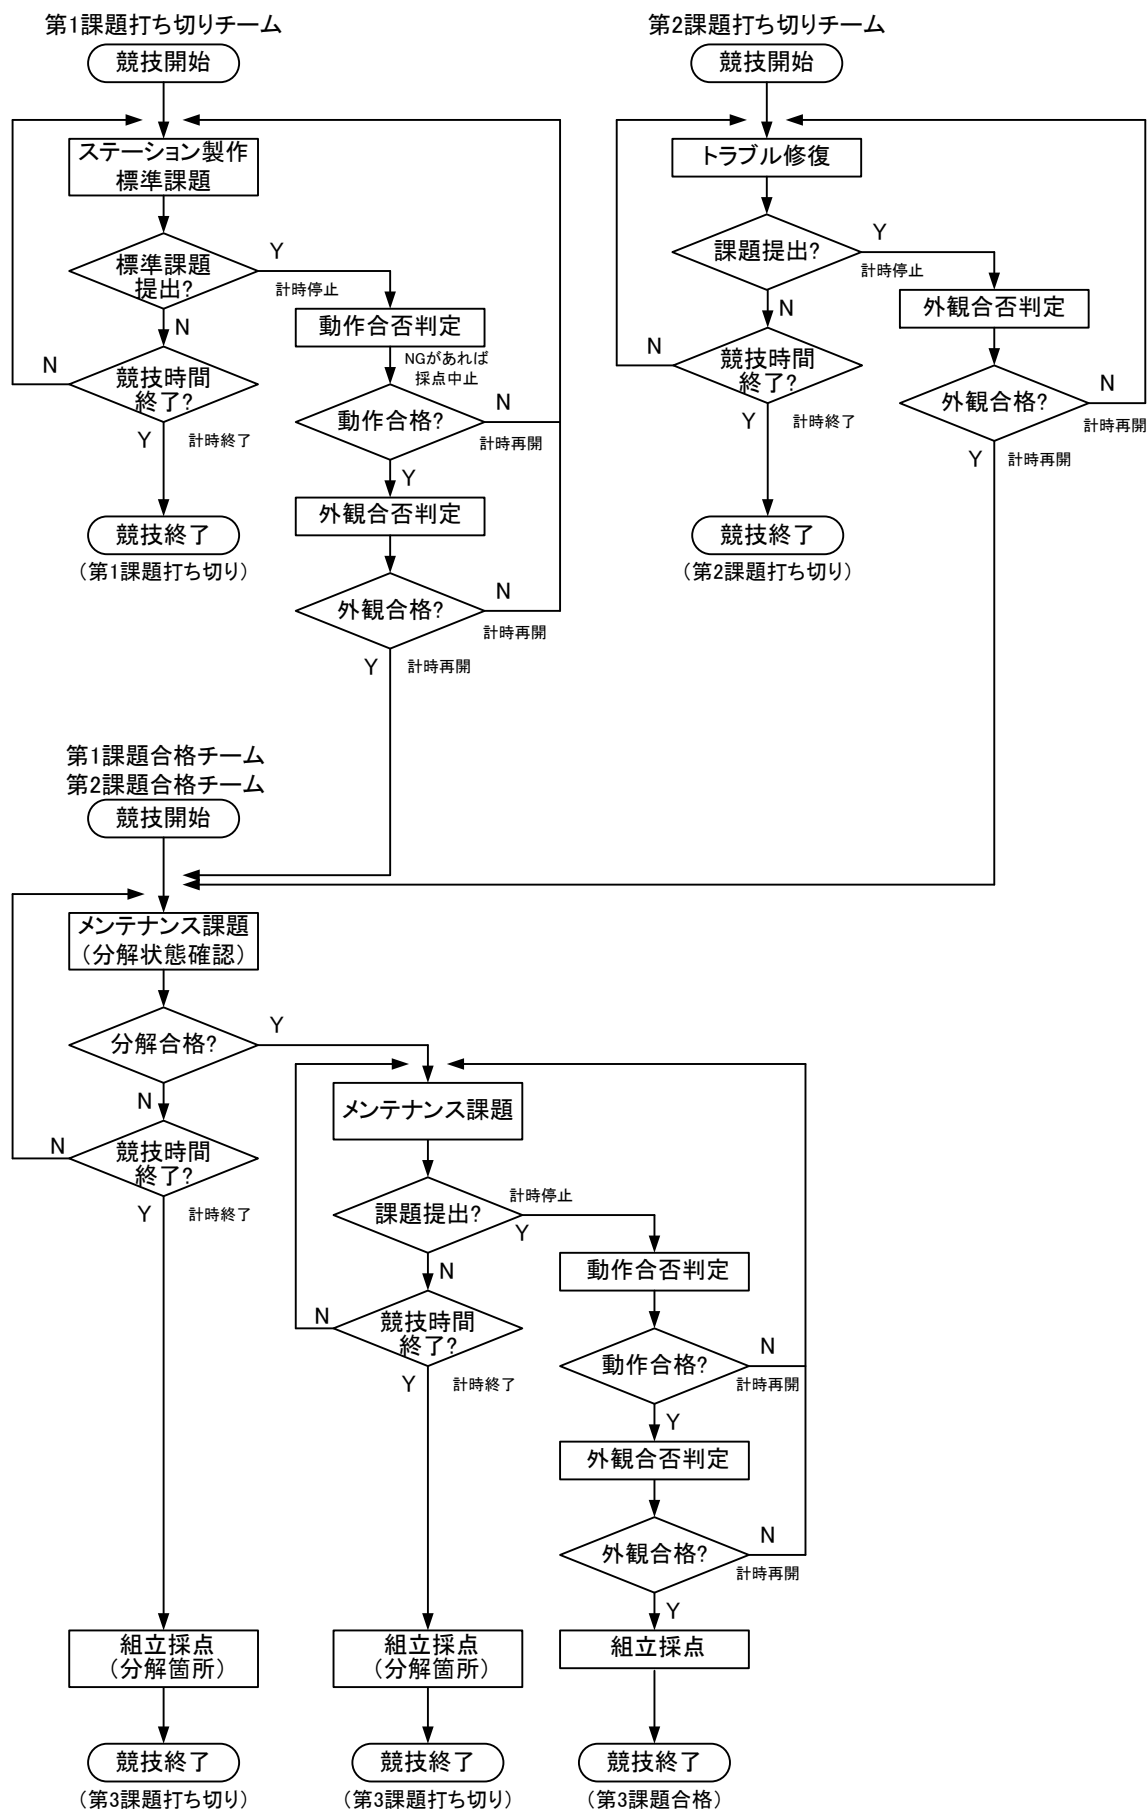 第1課題打ち切りチーム
競技開始
ステーション製作
標準課題
標準課題
提出?
Y
計時停止
N
動作合否判定
NGがあれば
採点中止
N
競技時間
終了?
Y
計時終了
動作合格?
N
計時再開
Y
外観合否判定
競技終了
(第1課題打ち切り)
外観合格?
N
計時再開
Y
計時再開
第2課題打ち切りチーム
競技開始
トラブル修復
課題提出?
Y
計時停止
N
外観合否判定
N
競技時間
終了?
Y
計時終了
外観合格?
N
計時再開
Y
計時再開
競技終了
(第2課題打ち切り)
第1課題合格チーム
第2課題合格チーム
競技開始
メンテナンス課題
(分解状態確認)
分解合格?
Y
N
N
競技時間
終了?
Y
計時終了
メンテナンス課題
課題提出?
計時停止
Y
N
動作合否判定
N
競技時間
終了?
Y
計時終了
動作合格?
N
計時再開
Y
外観合否判定
外観合格?
N
計時再開
Y
組立採点
(分解箇所)
組立採点
(分解箇所)
組立採点
競技終了
(第3課題打ち切り)
競技終了
(第3課題打ち切り)
競技終了
(第3課題合格)